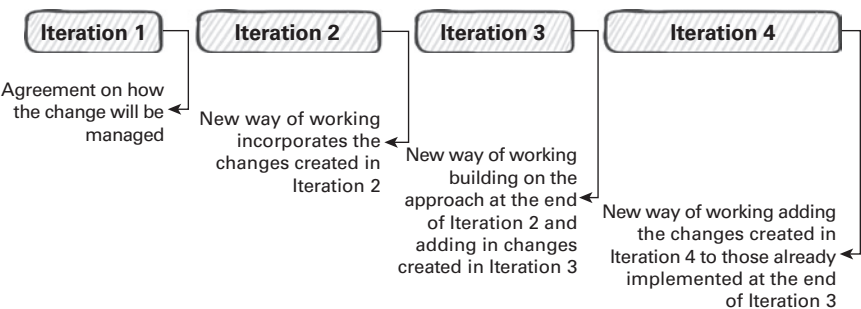 Iteration 1
Iteration 2
Iteration 3
Iteration 4
Agreement on how
the change will be
managed
New way of working
incorporates the
changes created in
Iteration 2
New way of working
building on the
approach at the end
of Iteration 2 and
adding in changes
created in Iteration 3
New way of working adding
the changes created in
Iteration 4 to those already
implemented at the end
of Iteration 3